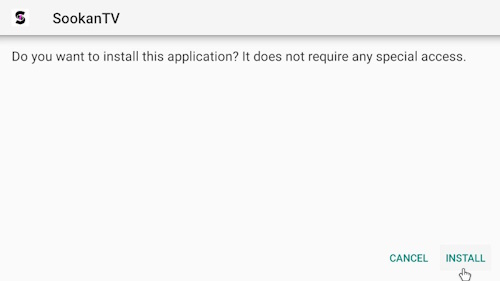 SookanTV
Do you want to install this application? It does not require any special access.
CANCEL INSTALL